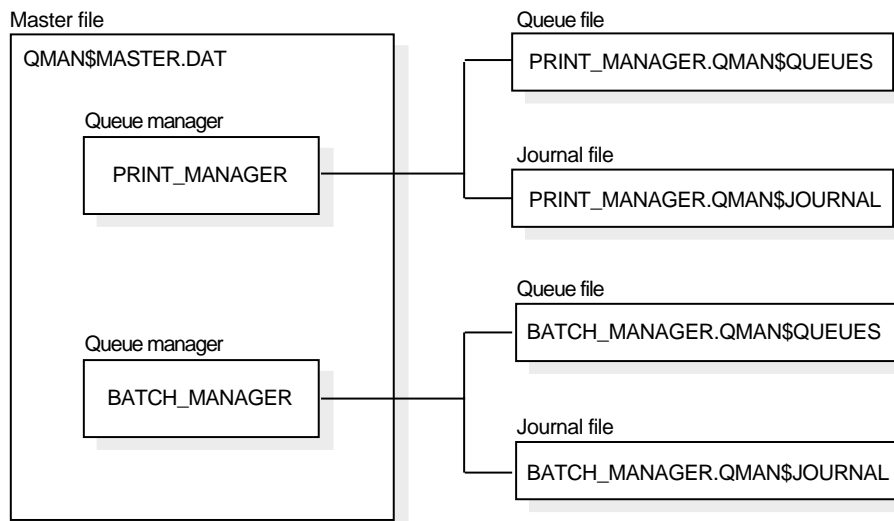 Master file
QMAN$MASTER.DAT
Queue manager
PRINT_MANAGER
Queue manager
BATCH_MANAGER
Queue file
PRINT_MANAGER.QMAN$QUEUES
Journal file
PRINT_MANAGER.QMAN$JOURNAL
Queue file
BATCH_MANAGER.QMAN$QUEUES
Journal file
BATCH_MANAGER.QMAN$JOURNAL